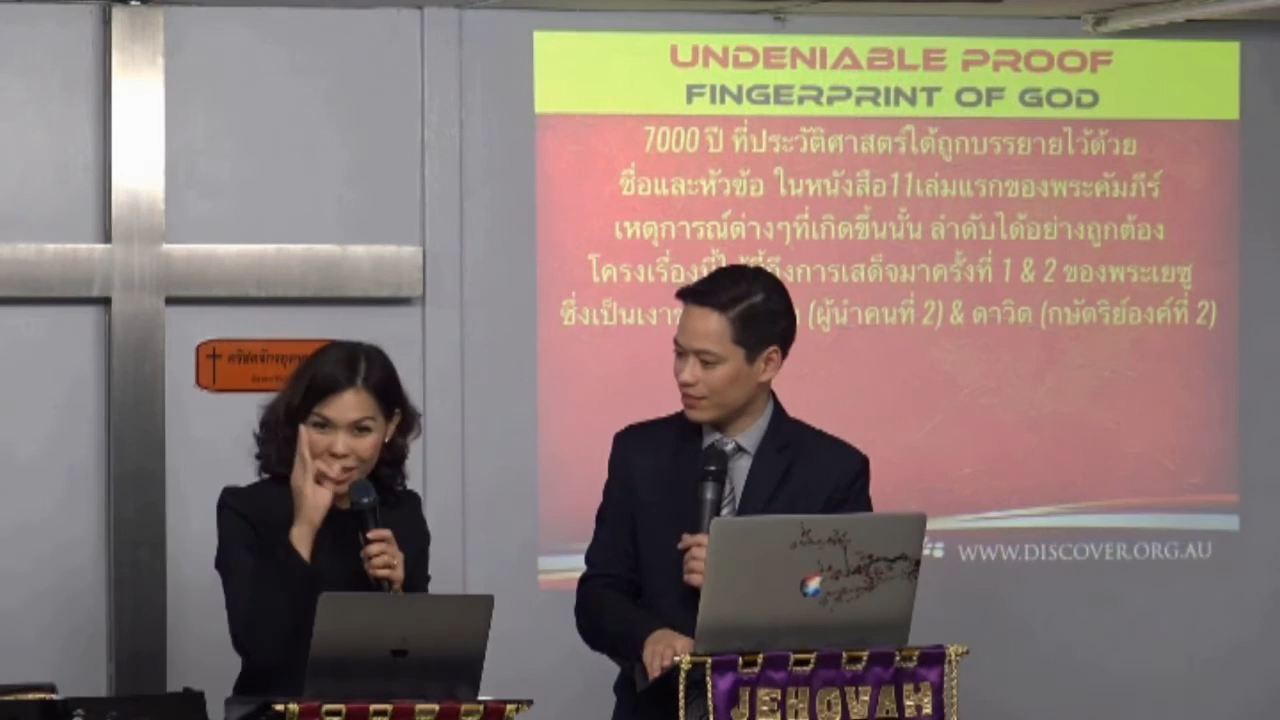 UNDENIABLE PROOF
FINGERPRINT OF GOD
7000 ปี ที่ประวัติศาสตร์ได้ถูกบรรยายไว้ด้วย
ชื่อและหัวข้อ ในหนังสือ11เล่มแรกของพระคัมภีร์
เหตุการณ์ต่างๆที่เกิดขึ้นนั้น ลำดับได้อย่างถูกต้อง
โครงเรื่องนี้ ถึงการเสด็จมาครั้งที่ 1 & 2 ของพระเยซู
ซึ่งเป็นเงา (ผู้นำคนที่ 2) & ดาวิด (กษัตริย์องค์ที่ 2)
WWW.DISCOVER.ORG.AU
JEHOVAH